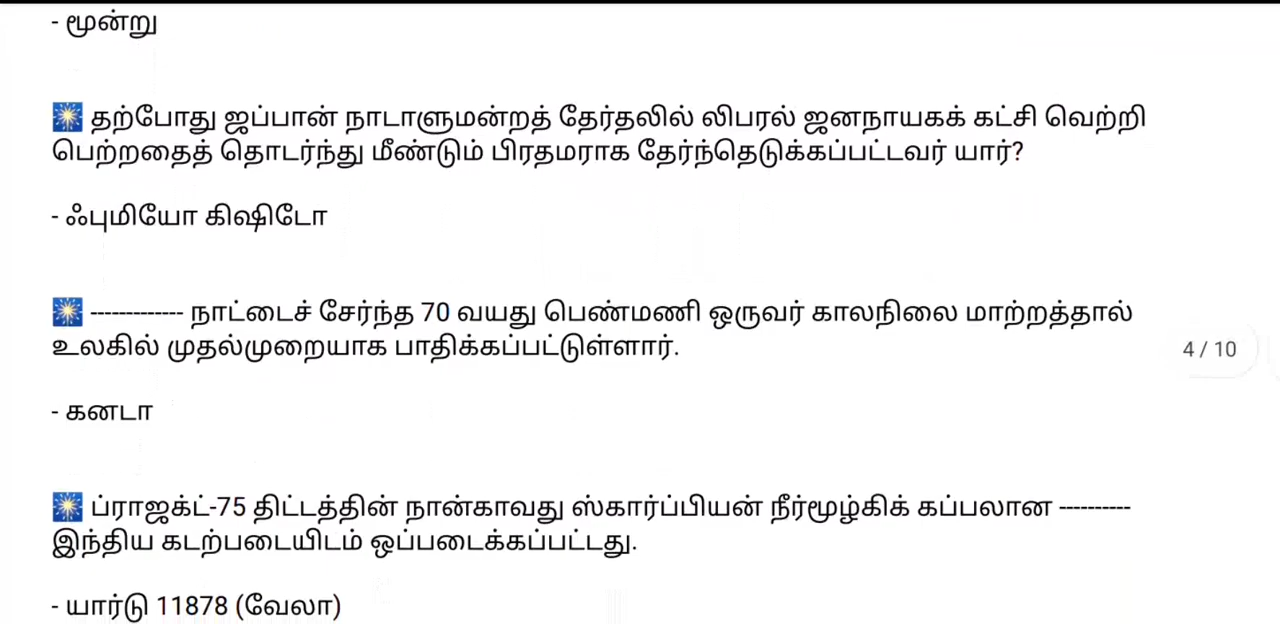 - மூன்று
🎇 தற்போது ஜப்பான் நாடாளுமன்றத் தேர்தலில் லிபரல் ஜனநாயகக் கட்சி வெற்றி
பெற்றதைத் தொடர்ந்து மீண்டும் பிரதமராக தேர்ந்தெடுக்கப்பட்டவர் யார்?
- ஃபுமியோ கிஷிடோ
🎇 ------------- நாட்டைச் சேர்ந்த 70 வயது பெண்மணி ஒருவர் காலநிலை மாற்றத்தால்
உலகில் முதல்முறையாக பாதிக்கப்பட்டுள்ளார்.
4 / 10
- கனடா
🎇 ப்ராஜக்ட்-75 திட்டத்தின் நான்காவது ஸ்கார்ப்பியன் நீர்மூழ்கிக் கப்பலான ----------
இந்திய கடற்படையிடம் ஒப்படைக்கப்பட்டது.
- யார்டு 11878 (வேலா)